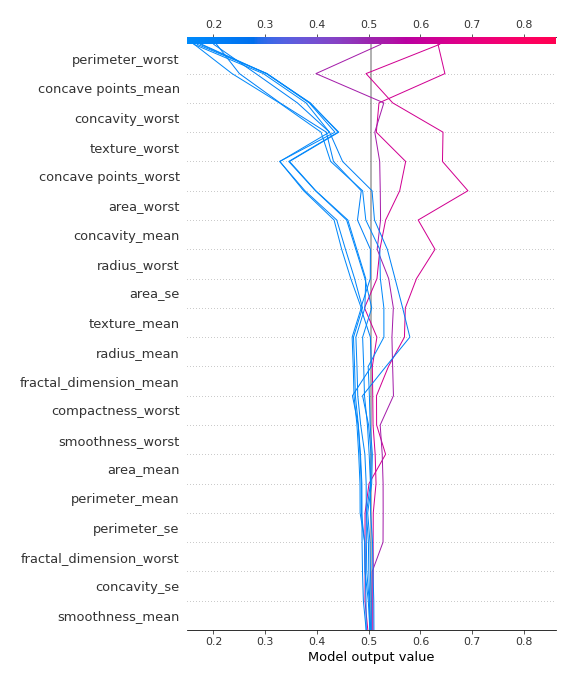 0.2 0.3 0.4 0.5 0.6 0.7 0.8
perimeter_worst
concave points_mean
concavity_worst
texture_worst
concave points_worst
area_worst
concavity_mean
radius_worst
area_se
texture_mean
radius_mean
fractal_dimension_mean
compactness_worst
smoothness_worst
area_mean
perimeter_mean
perimeter_se
fractal_dimension_worst
concavity_se
smoothness_mean
0.2 0.3 0.4 0.5 0.6 0.7 0.8
Model output value